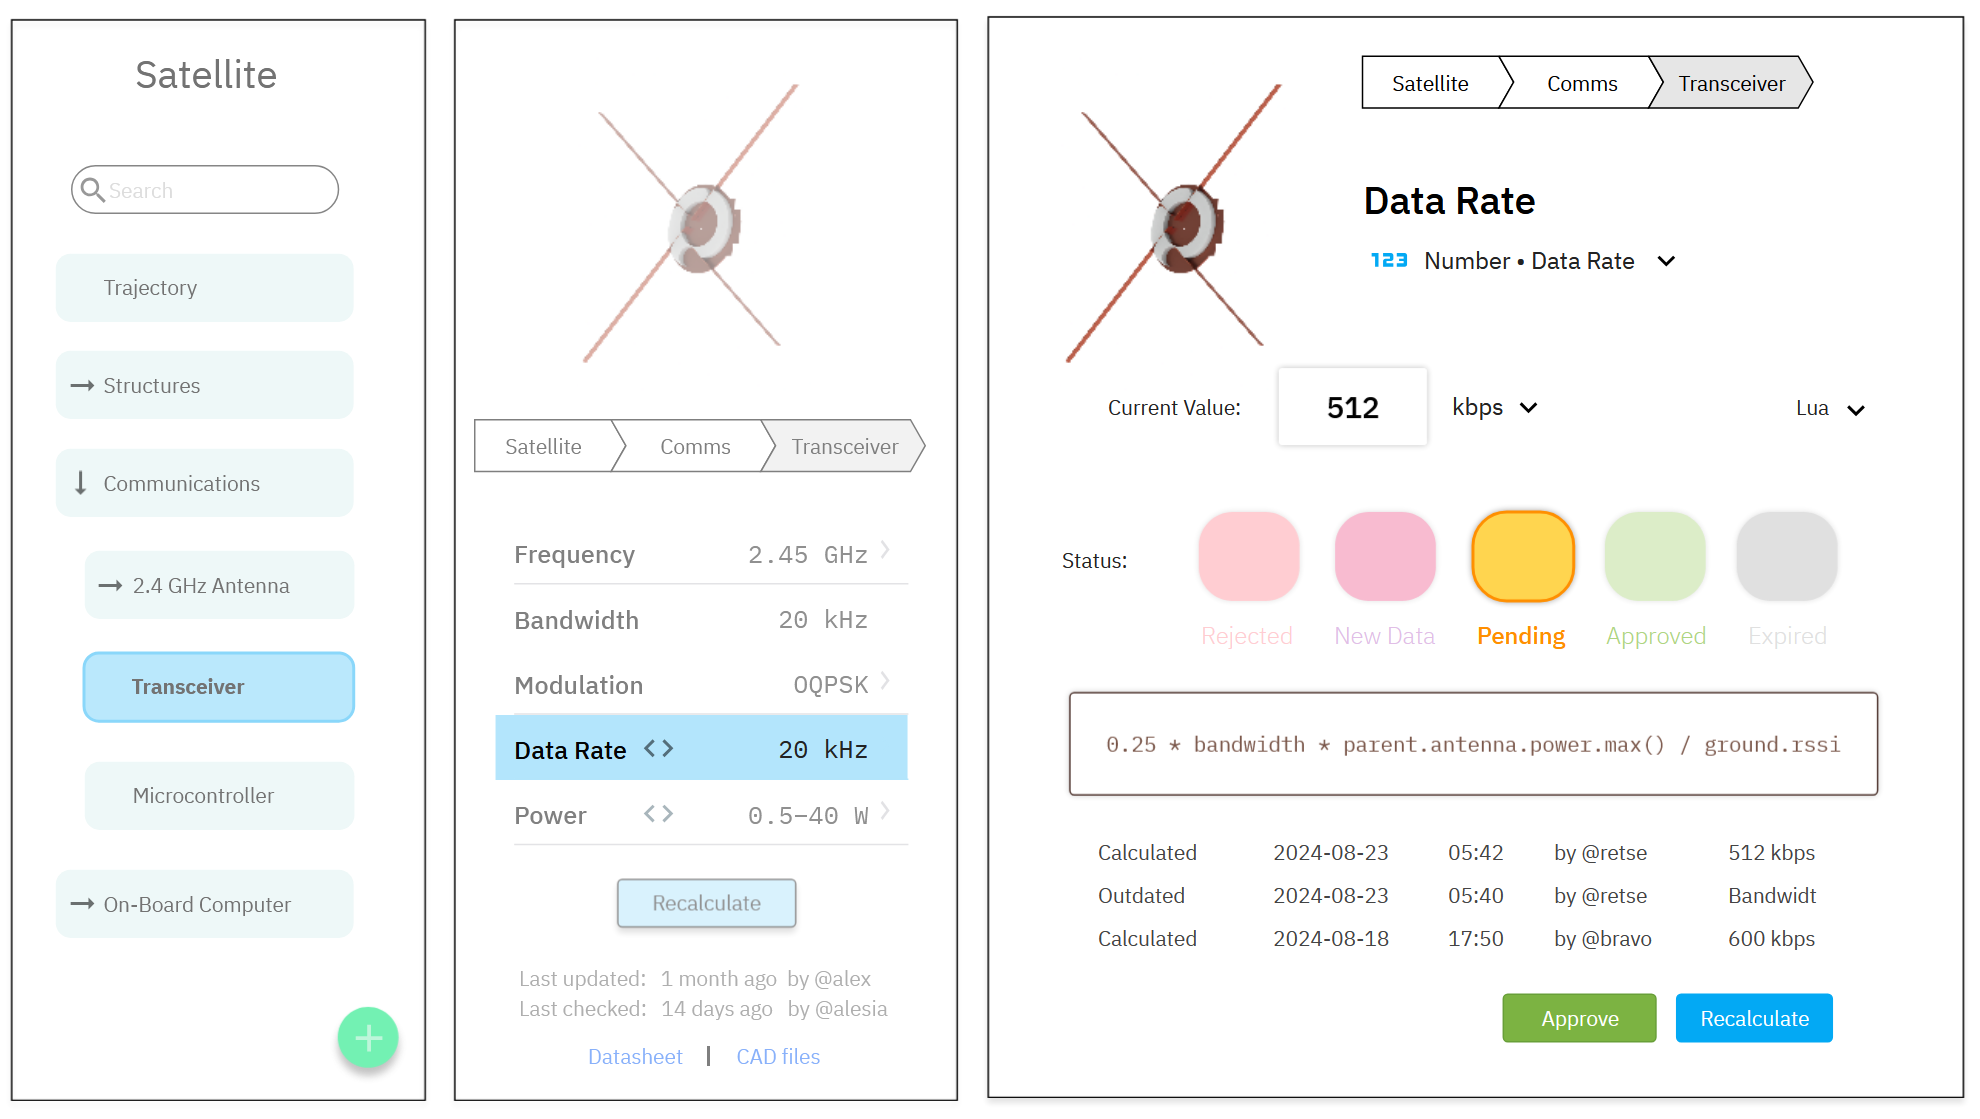 Satellite
Search
Trajectory
Structures
Communications
2.4 GHz Antenna
Transceiver
Microcontroller
On-Board Computer
Satellite Comms Transceiver
Frequency 2.45 GHz
Bandwidth 20 kHz
Modulation OQPSK
Data Rate <> 20 kHz
Power <> 0.5–40 W
Recalculate
Last updated: 1 month ago by @alex
Last checked: 14 days ago by @alesia
Datasheet | CAD files
Satellite Comms Transceiver
Data Rate
123 Number • Data Rate
Current Value: 512 kbps Lua
Status:
Rejected New Data Pending Approved Expired
0.25 * bandwidth * parent.antenna.power.max() / ground.rssi
Calculated 2024-08-23 05:42 by @retse 512 kbps
Outdated 2024-08-23 05:40 by @retse Bandwidt
Calculated 2024-08-18 17:50 by @bravo 600 kbps
Approve Recalculate